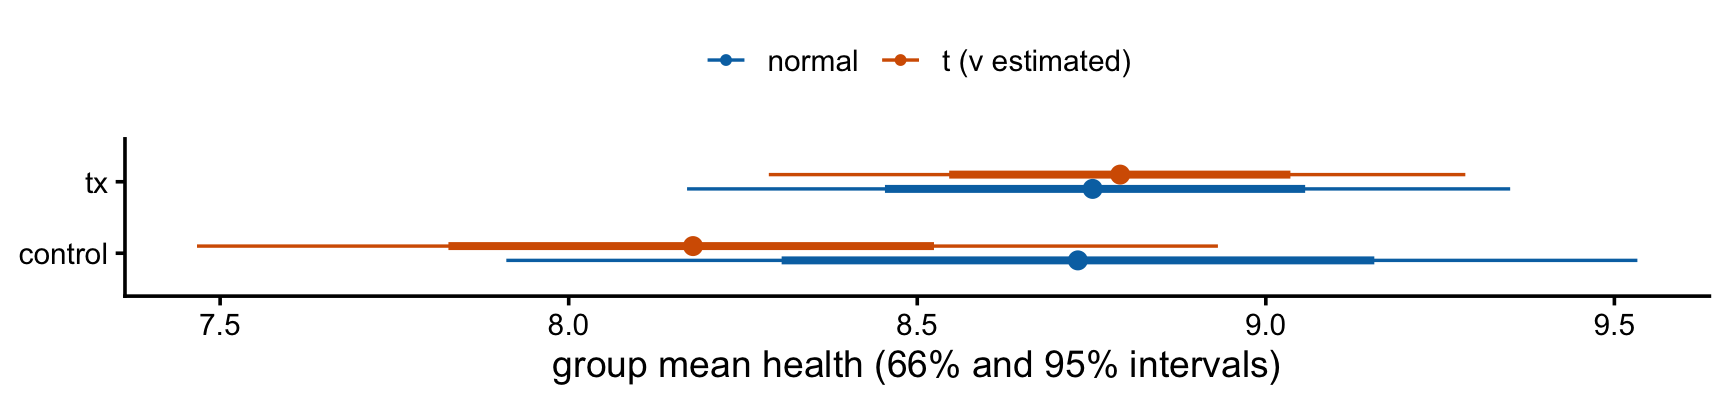 normal t (v estimated)
tx
control
7.5 8.0 8.5 9.0 9.5
group mean health (66% and 95% intervals)